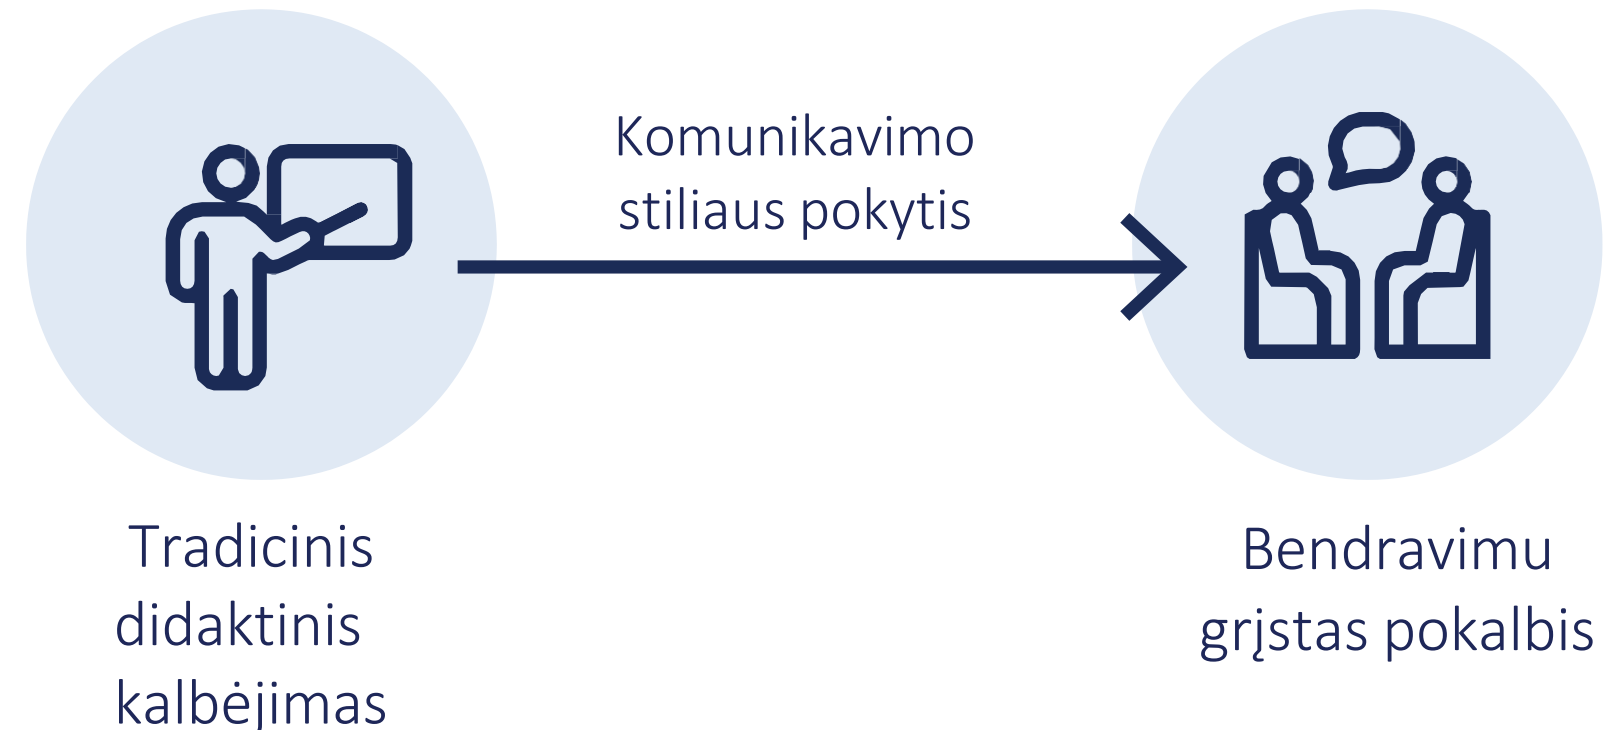 Komunikavimo
stiliaus pokytis
Tradicinis
didaktinis
kalbėjimas
Bendravimu
grįstas pokalbis